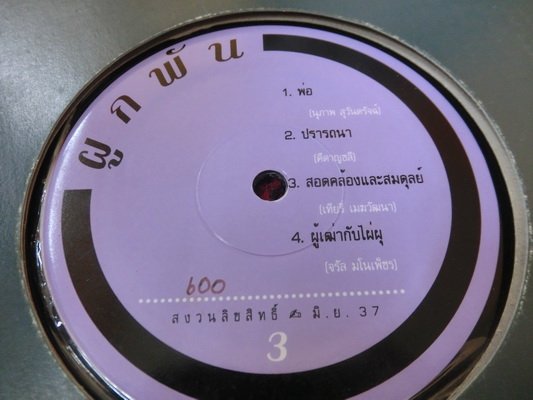 ผูกพัน
1. พ่อ
(นุภาพ สุวันตรัจฉ์)
2. ปรารถนา
(คีตาญชลี)
3. สอดคล้องและสมดุลย์
(เทียรี่ เมฆวัฒนา)
4. ผู้เฒ่ากับไผ่ผุ
(จรัล มโนเพ็ชร)
600
สงวนลิขสิทธิ์ มิ.ย. 37
3